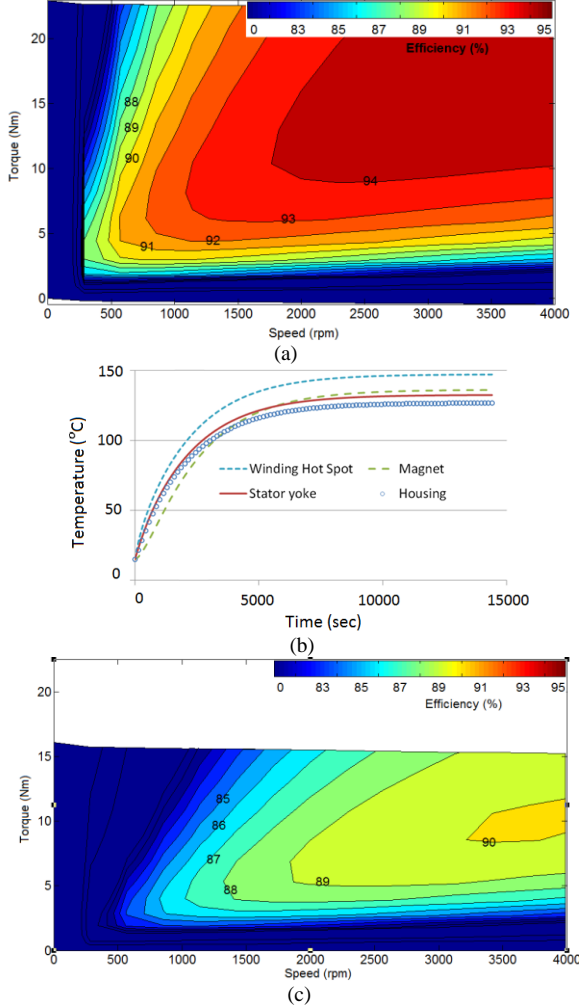 0 83 85 87 89 91 93 95
Efficiency (%)
20
15
10
5
0
Torque (Nm)
88
89
90
91
92
93
94
0 500 1000 1500 2000 2500 3000 3500 4000
Speed (rpm)
(a)
150
100
50
0
Temperature (°C)
Winding Hot Spot
Magnet
Stator yoke
Housing
0 5000 10000 15000
Time (sec)
(b)
0 83 85 87 89 91 93 95
Efficiency (%)
20
15
10
5
0
Torque (Nm)
85
86
87
88
89
90
0 500 1000 1500 2000 2500 3000 3500 4000
Speed (rpm)
(c)